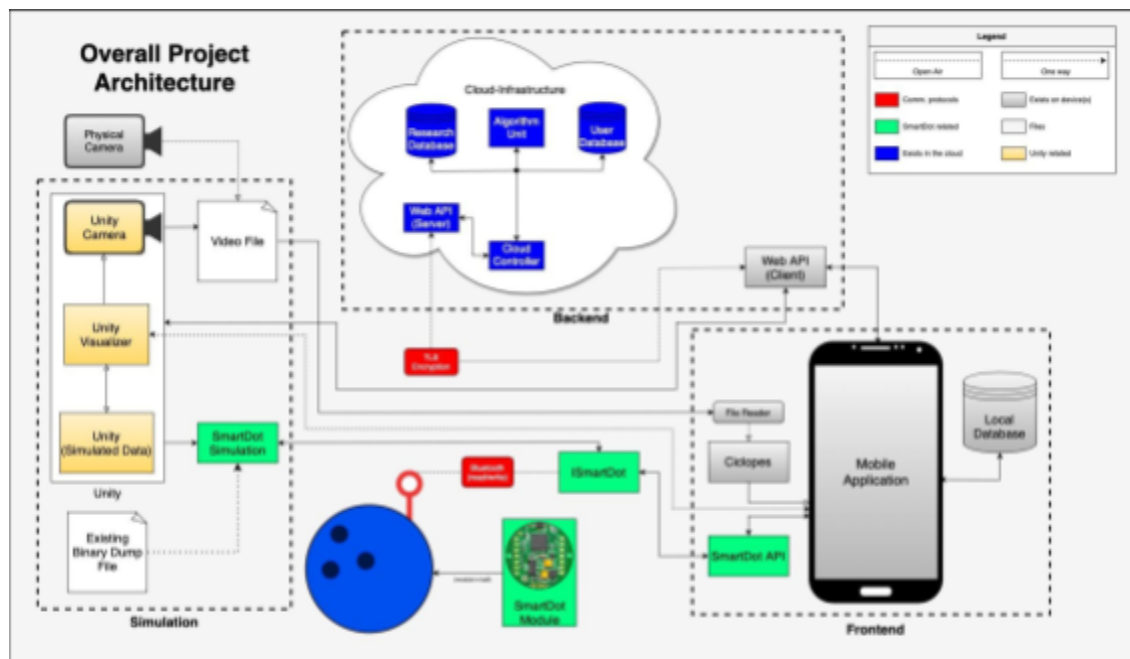 Overall Project
Architecture
Legend
Open Air
One way
Comm. protocols
Exists on device(s)
SmartDot related
Files
Exists in the cloud
Unity related
Cloud-Infrastructure
Research
Database
Algorithm
Unit
User
Database
Web API
(Server)
Cloud
Controller
Web API
(Client)
Backend
Physical
Camera
Unity
Camera
Video File
Unity
Visualizer
Unity
(Simulated Data)
SmartDot
Simulation
Unity
Existing
Binary Dump
File
Simulation
TLS
Encryption
Bluetooth
ISmartDot
SmartDot
Module
File Reader
Ciclopes
SmartDot API
Mobile
Application
Local
Database
Frontend